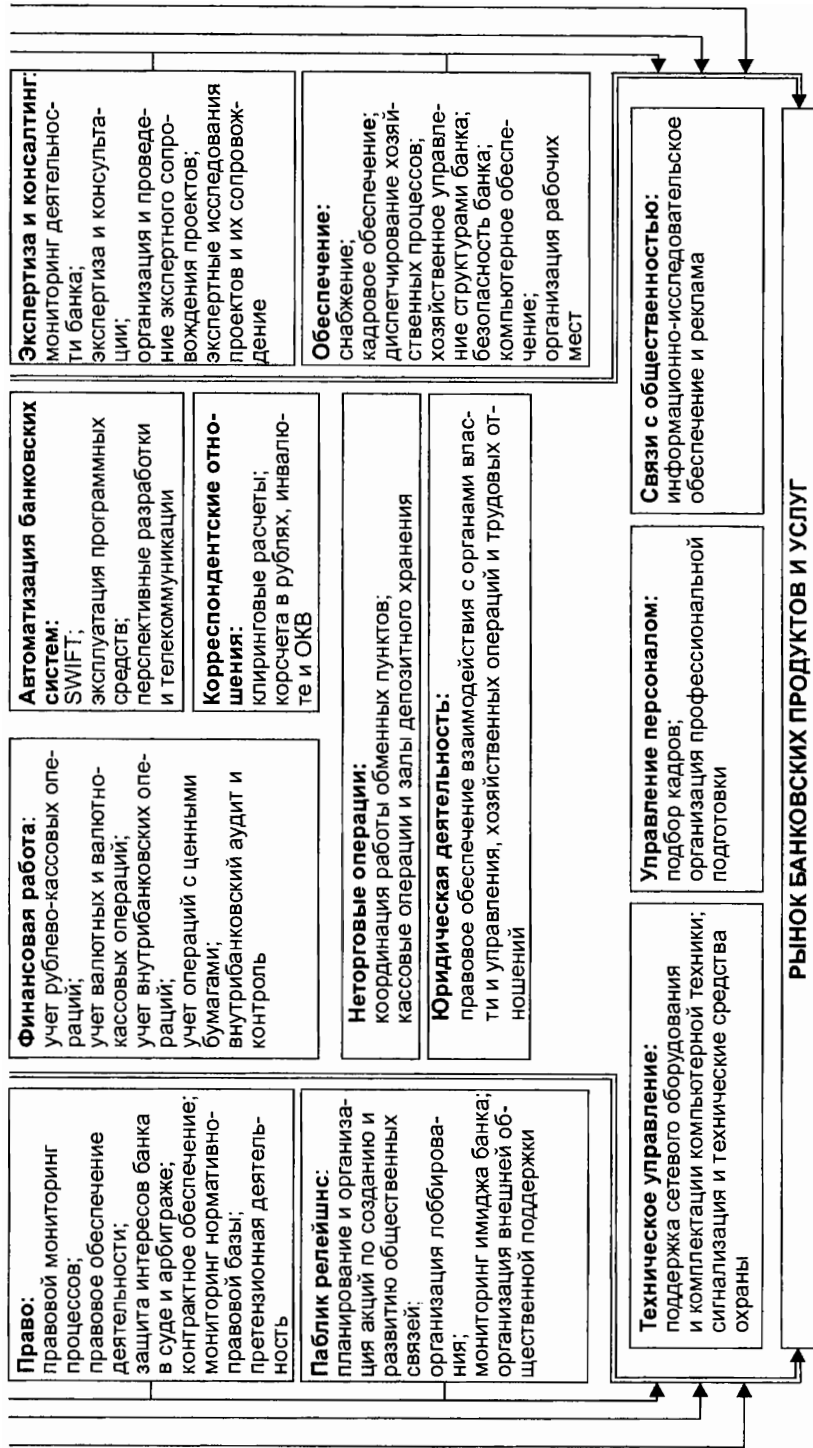 Право:
правовой мониторинг
процессов;
правовое обеспечение
деятельности;
защита интересов банка
в суде и арбитраже;
контрактное обеспечение;
мониторинг нормативно-
правовой базы;
претензионная деятель-
ность
Паблик релейшнс:
планирование и организа-
ция акций по созданию и
развитию общественных
связей;
организация лоббирова-
ния;
мониторинг имиджа банка;
организация внешней об-
щественной поддержки
Финансовая работа:
учет рублево-кассовых опе-
раций;
учет валютных и валютно-
кассовых операций;
учет внутрибанковских опе-
раций;
учет операций с ценными
бумагами;
внутрибанковский аудит и
контроль
Автоматизация банковских
систем:
SWIFT;
эксплуатация программных
средств;
перспективные разработки
и телекоммуникации
Корреспондентские отно-
шения:
клиринговые расчеты;
корсчета в рублях, инвалю-
те и ОКВ
Неторговые операции:
координация работы обменных пунктов;
кассовые операции и залы депозитного хранения
Юридическая деятельность:
правовое обеспечение взаимодействия с органами влас-
ти и управления, хозяйственных операций и трудовых от-
ношений
Экспертиза и консалтинг:
мониторинг деятельнос-
ти банка;
экспертиза и консульта-
ции;
организация и проведе-
ние экспертного сопро-
вождения проектов;
экспертные исследования
проектов и их сопровож-
дение
Обеспечение:
снабжение;
кадровое обеспечение;
диспетчирование хозяй-
ственных процессов;
хозяйственное управле-
ние структурами банка;
безопасность банка;
компьютерное обеспе-
чение;
организация рабочих
мест
Техническое управление:
поддержка сетевого оборудования
и комплектации компьютерной техники;
сигнализация и технические средства
охраны
Управление персоналом:
подбор кадров;
организация профессиональной
подготовки
Связи с общественностью:
информационно-исследовательское
обеспечение и реклама
РЫНОК БАНКОВСКИХ ПРОДУКТОВ И УСЛУГ